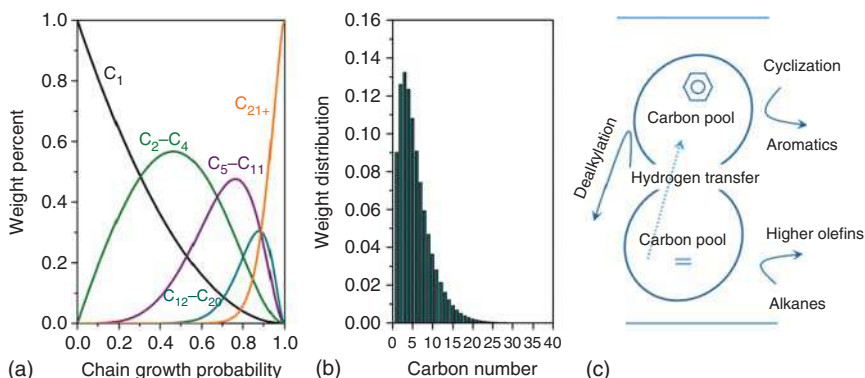 Weight percent
1.0
0.8
0.6
0.4
0.2
0.0
C1
C2–C4
C5–C11
C12–C20
C21+
0.0 0.2 0.4 0.6 0.8 1.0
(a) Chain growth probability
Weight distribution
0.16
0.14
0.12
0.10
0.08
0.06
0.04
0.02
0.00
0 5 10 15 20 25 30 35 40
(b) Carbon number
Cyclization
Carbon pool
Aromatics
Dealkylation
Hydrogen transfer
Carbon pool
Higher olefins
Alkanes
(c)